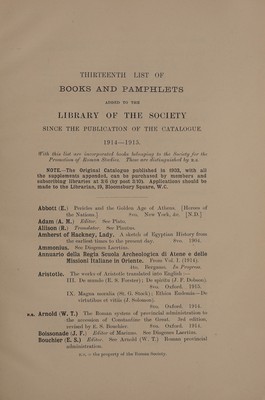 THIRTEENTH LIST OF
BOOKS AND PAMPHLETS
ADDED TO THE
LIBRARY OF THE SOCIETY
SINCE THE PUBLICATION OF THE CATALOGUE.
1914—1915.
With this list are incorporated books belonging to the Society for the
Promotion of Roman Studies. These are distinguished by R.S.
NOTE.—The Original Catalogue published in 1903, with all
the supplements appended, can be purchased by members and
subscribing libraries at 3/6 (by post 3/10). Applications should be
made to the Librarian, 19, Bloomsbury Square, W.C.
Abbott (E.) Pericles and the Golden Age of Athens. [Heroes of
the Nations.] 8vo. New York, &c. [N.D.]
Adam (A. M.) Editor. See Plato.
Allison (R.) Translator. See Plautus.
Amherst of Hackney, Lady. A sketch of Egyptian History from
the earliest times to the present day. 8vo. 1904.
Ammonius. See Diogenes Laertius.
Annuario della Regia Scuola Archeologica di Atene e delle
Missioni Italiane in Oriente. From Vol. I. (1914).
4to. Bergamo. In Progress.
Aristotle. The works of Aristotle translated into English:—
III. De mundo (E. S. Forster); De spiritu (J. F. Dobson).
8vo. Oxford. 1913.
IX. Magna moralia (St. G. Stock); Ethica Eudemia—De
virtutibus et vitiis (J. Solomon).
8vo. Oxford. 1914.
R.S. Arnold (W. T.) The Roman system of provincial administration to
the accession of Constantine the Great. 3rd edition,
revised by E. S. Bouchier. 8vo. Oxford. 1914.
Boissonade (J. F.) Editor of Marinus. See Diogenes Laertius.
Bouchier (E. S.) Editor. See Arnold (W. T.) Roman provincial
administration.
R.S. = the property of the Roman Society.